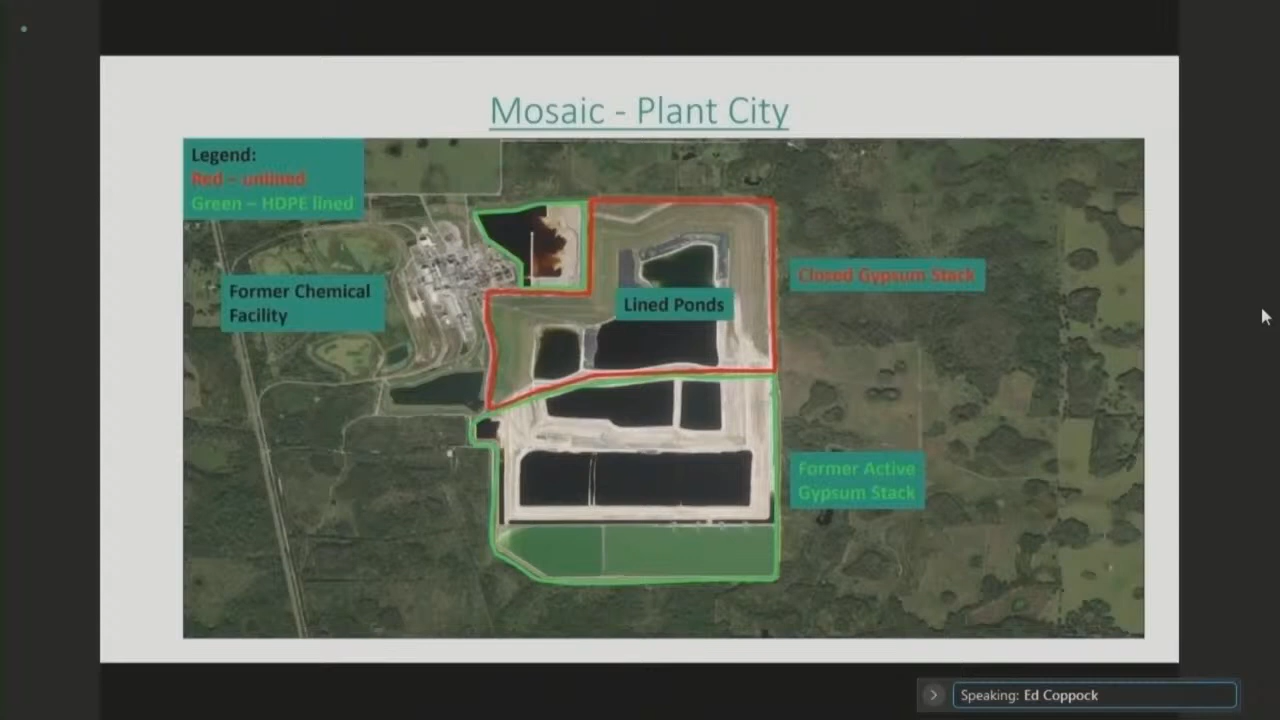 Mosaic - Plant City
Legend:
Red – unlined
Green – HDPE lined
Former Chemical
Facility
Lined Ponds
Closed Gypsum Stack
Former Active
Gypsum Stack
Speaking: Ed Coppock